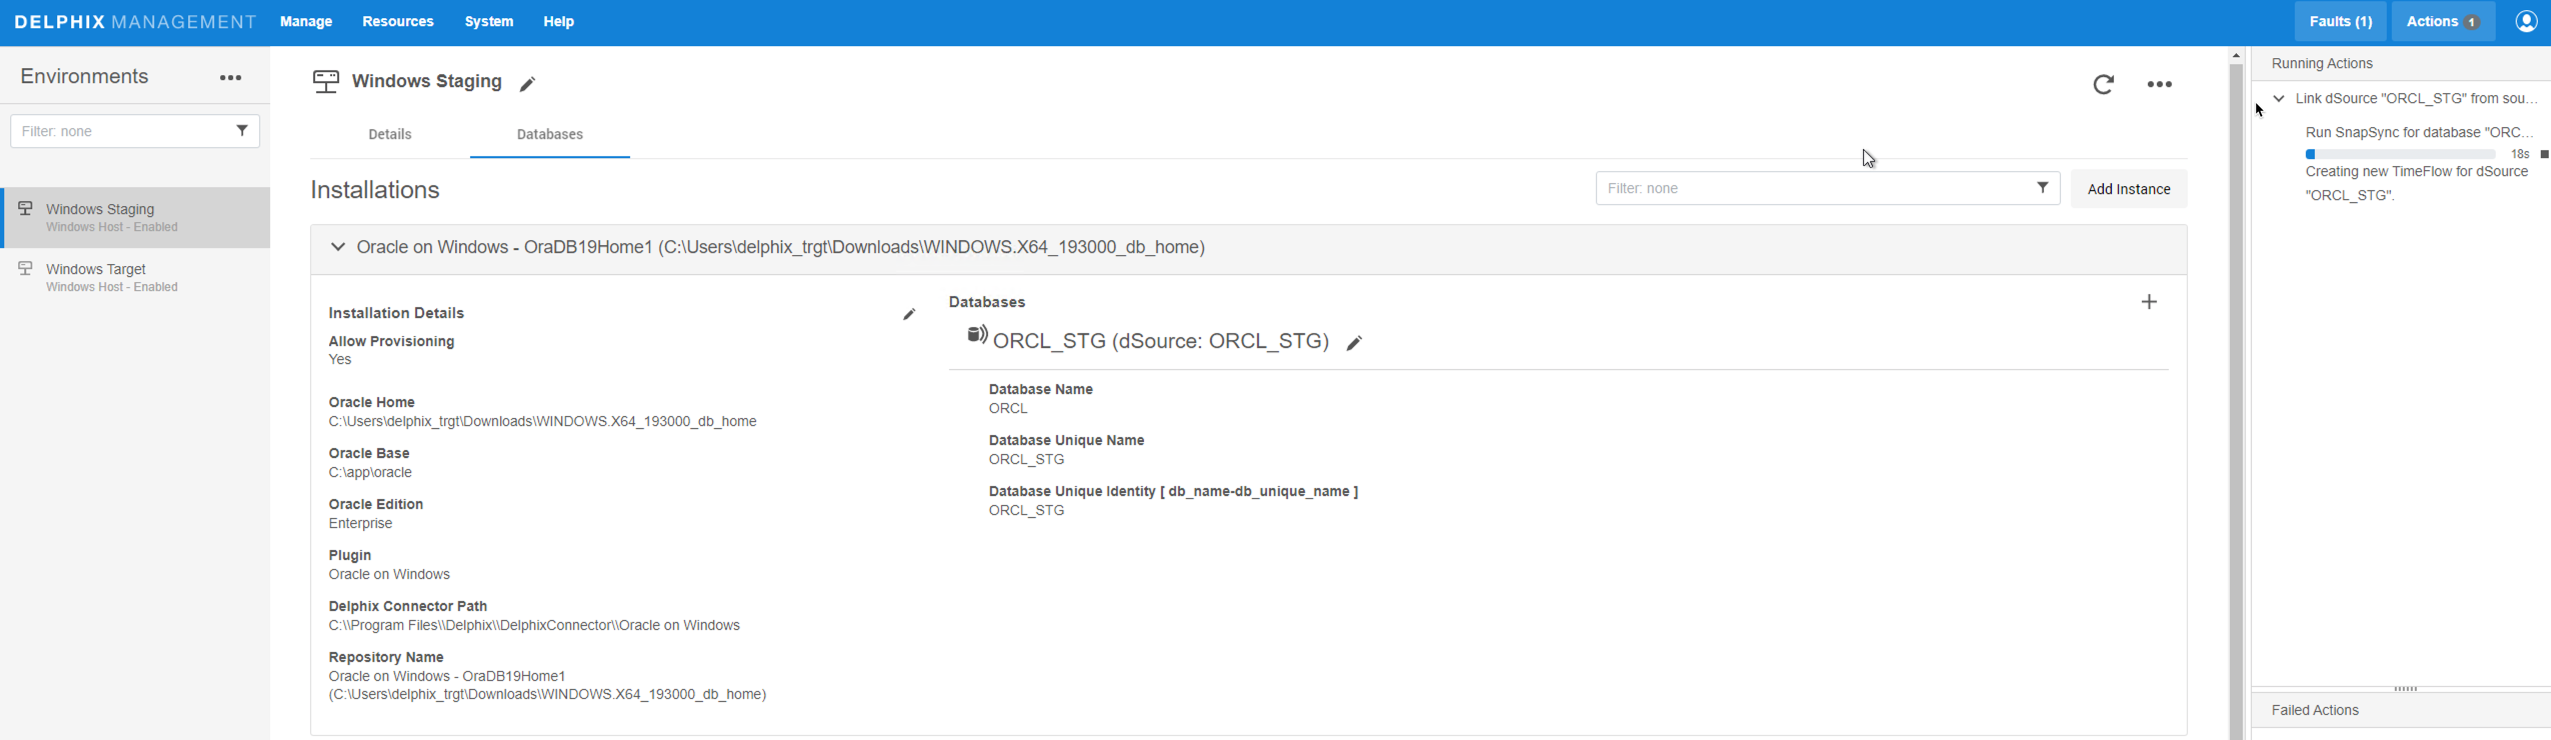 DELPHIX MANAGEMENT Manage Resources System Help Faults (1) Actions 1
Environments
Filter: none
Windows Staging
Windows Host - Enabled
Windows Target
Windows Host - Enabled
Windows Staging
Details Databases
Installations
Filter: none
Add Instance
Oracle on Windows - OraDB19Home1 (C:\Users\delphix_trgt\Downloads\WINDOWS.X64_193000_db_home)
Installation Details
Allow Provisioning
Yes
Oracle Home
C:\Users\delphix_trgt\Downloads\WINDOWS.X64_193000_db_home
Oracle Base
C:\app\oracle
Oracle Edition
Enterprise
Plugin
Oracle on Windows
Delphix Connector Path
C:\\Program Files\\Delphix\\DelphixConnector\\Oracle on Windows
Repository Name
Oracle on Windows - OraDB19Home1
(C:\Users\delphix_trgt\Downloads\WINDOWS.X64_193000_db_home)
Databases
ORCL_STG (dSource: ORCL_STG)
Database Name
ORCL
Database Unique Name
ORCL_STG
Database Unique Identity [ db_name-db_unique_name ]
ORCL_STG
Running Actions
Link dSource "ORCL_STG" from sou...
Run SnapSync for database "ORC...
18s
Creating new TimeFlow for dSource
"ORCL_STG".
Failed Actions